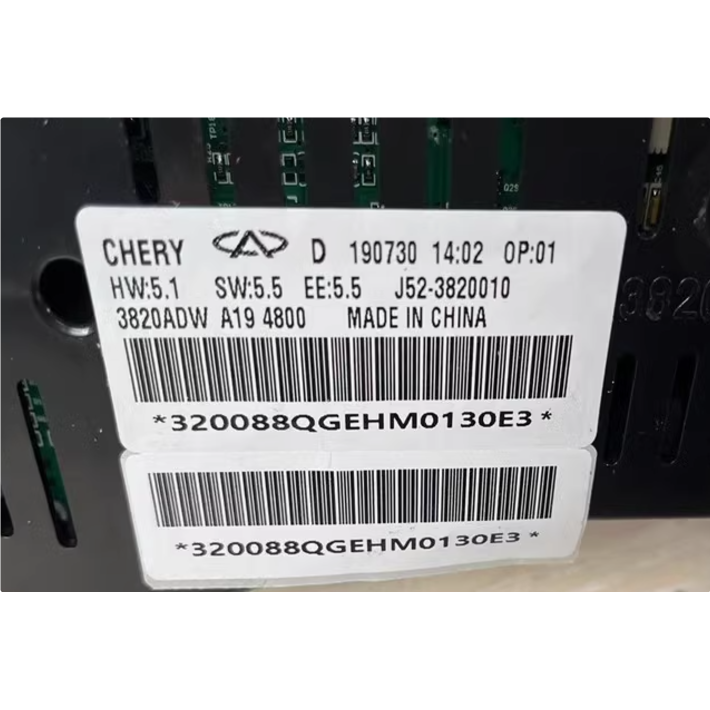 CHERY D 190730 14:02 OP:01
HW:5.1 SW:5.5 EE:5.5 J52-3820010
3820ADW A19 4800 MADE IN CHINA
*320088QGEHM0130E3*
*320088QGEHM0130E3*
3820